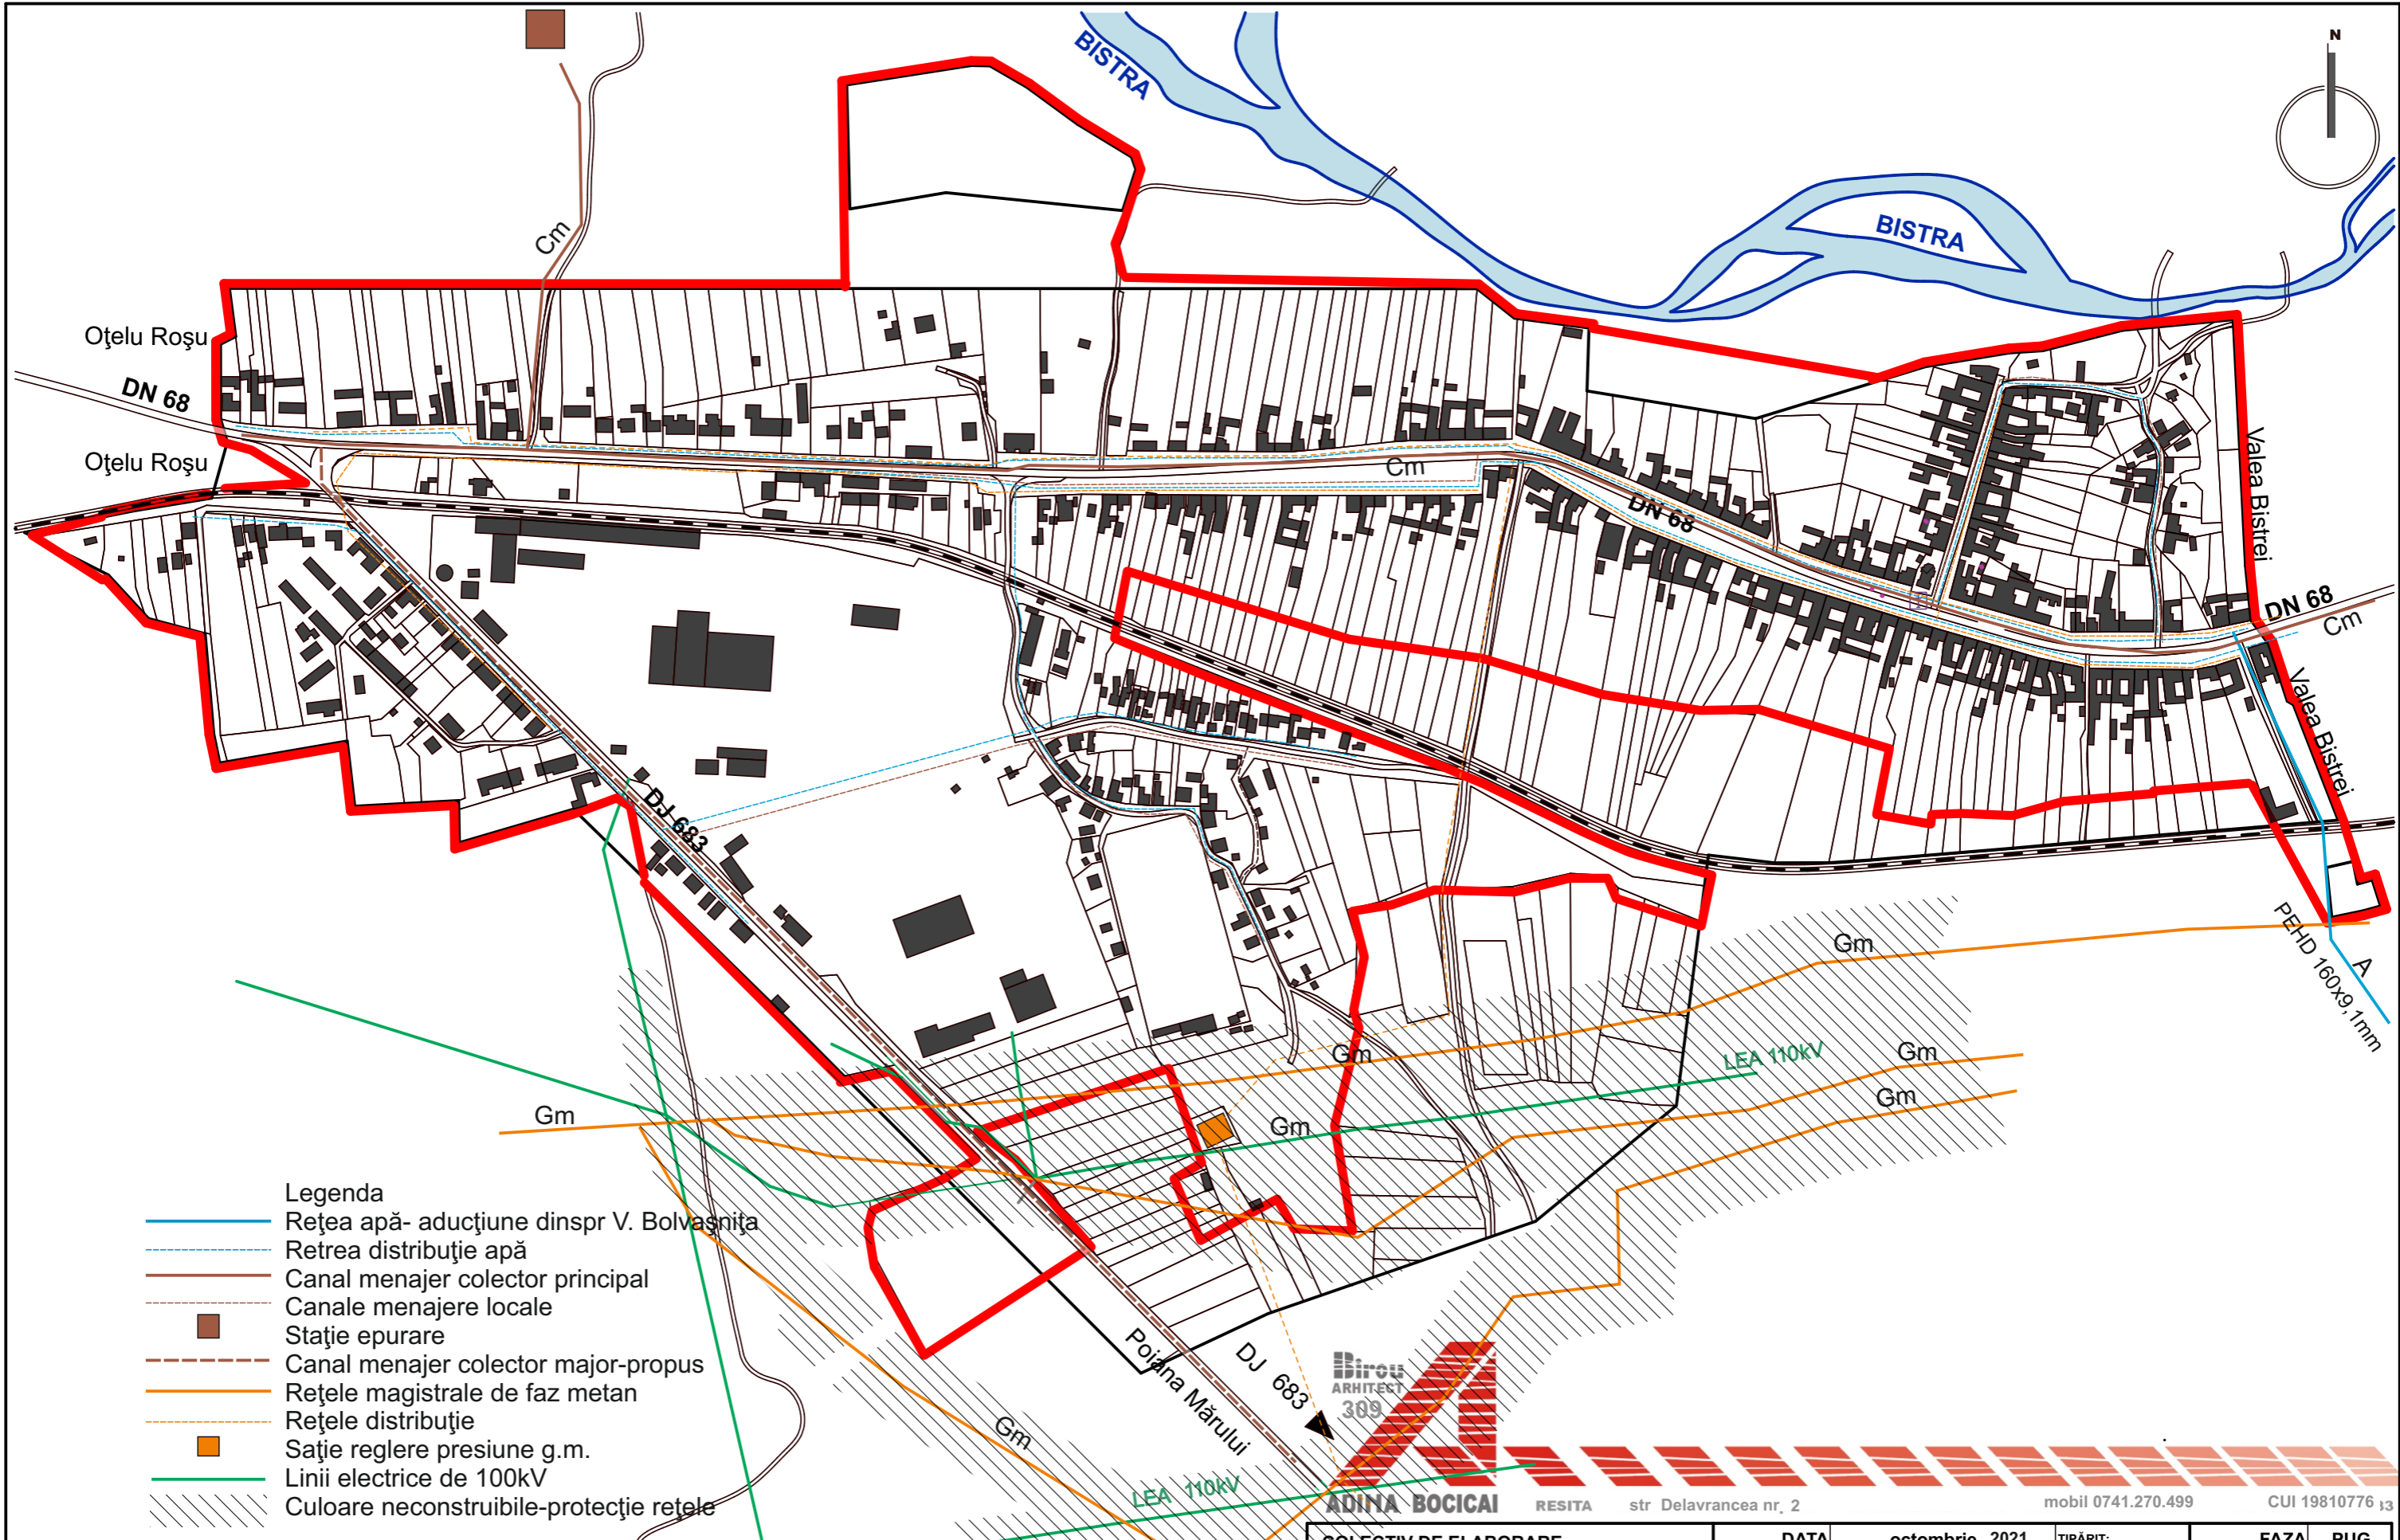 N
BISTRA
BISTRA
Cm
Oţelu Roşu
DN 68
Oţelu Roşu
Cm
DN 68
Valea Bistrei
DN 68
Cm
Valea Bistrei
DJ 683
PEHD 160x9,1mm
A
Gm
Gm
LEA 110kV
Gm
Gm
Gm
Gm
Legenda
Reţea apă- aducţiune dinspr V. Bolvaşniţa
Retrea distribuţie apă
Canal menajer colector principal
Canale menajere locale
Staţie epurare
Canal menajer colector major-propus
Reţele magistrale de faz metan
Reţele distribuţie
Saţie reglere presiune g.m.
Linii electrice de 100kV
Culoare neconstruibile-protecţie reţele
Poiana Mărului
DJ 683
Gm
LEA 110kV
Birou
ARHITECT
309
ADINA BOCICAI RESITA str Delavrancea nr. 2 mobil 0741.270.499 CUI 19810776
COLECTIV DE ELABORARE DATA octombrie 2021 TIPĂRIT: FAZA PUG